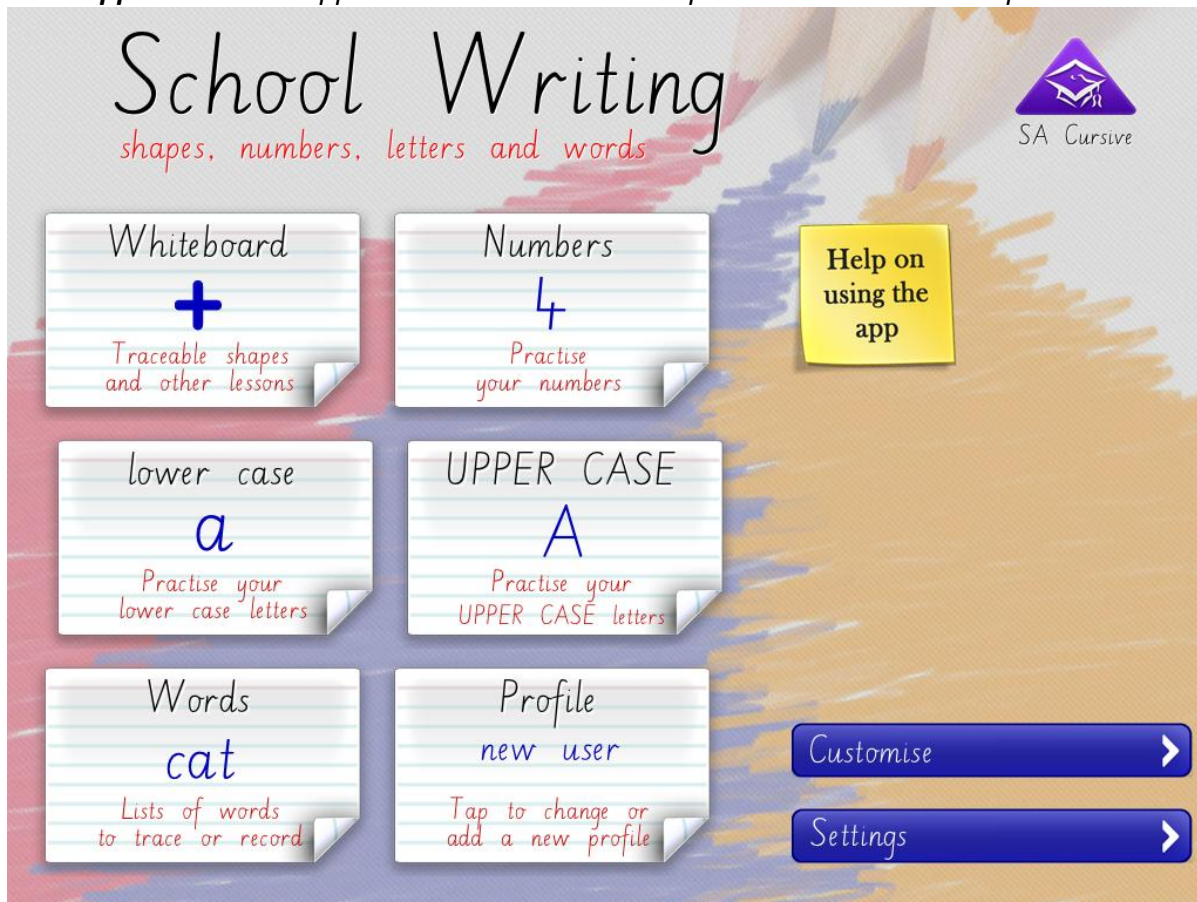 School Writing
shapes, numbers, letters and words
SA Cursive
Whiteboard
+
Traceable shapes
and other lessons
Numbers
4
Practise
your numbers
Help on
using the
app
lower case
a
Practise your
lower case letters
UPPER CASE
A
Practise your
UPPER CASE letters
Words
cat
Lists of words
to trace or record
Profile
new user
Tap to change or
add a new profile
Customise
Settings